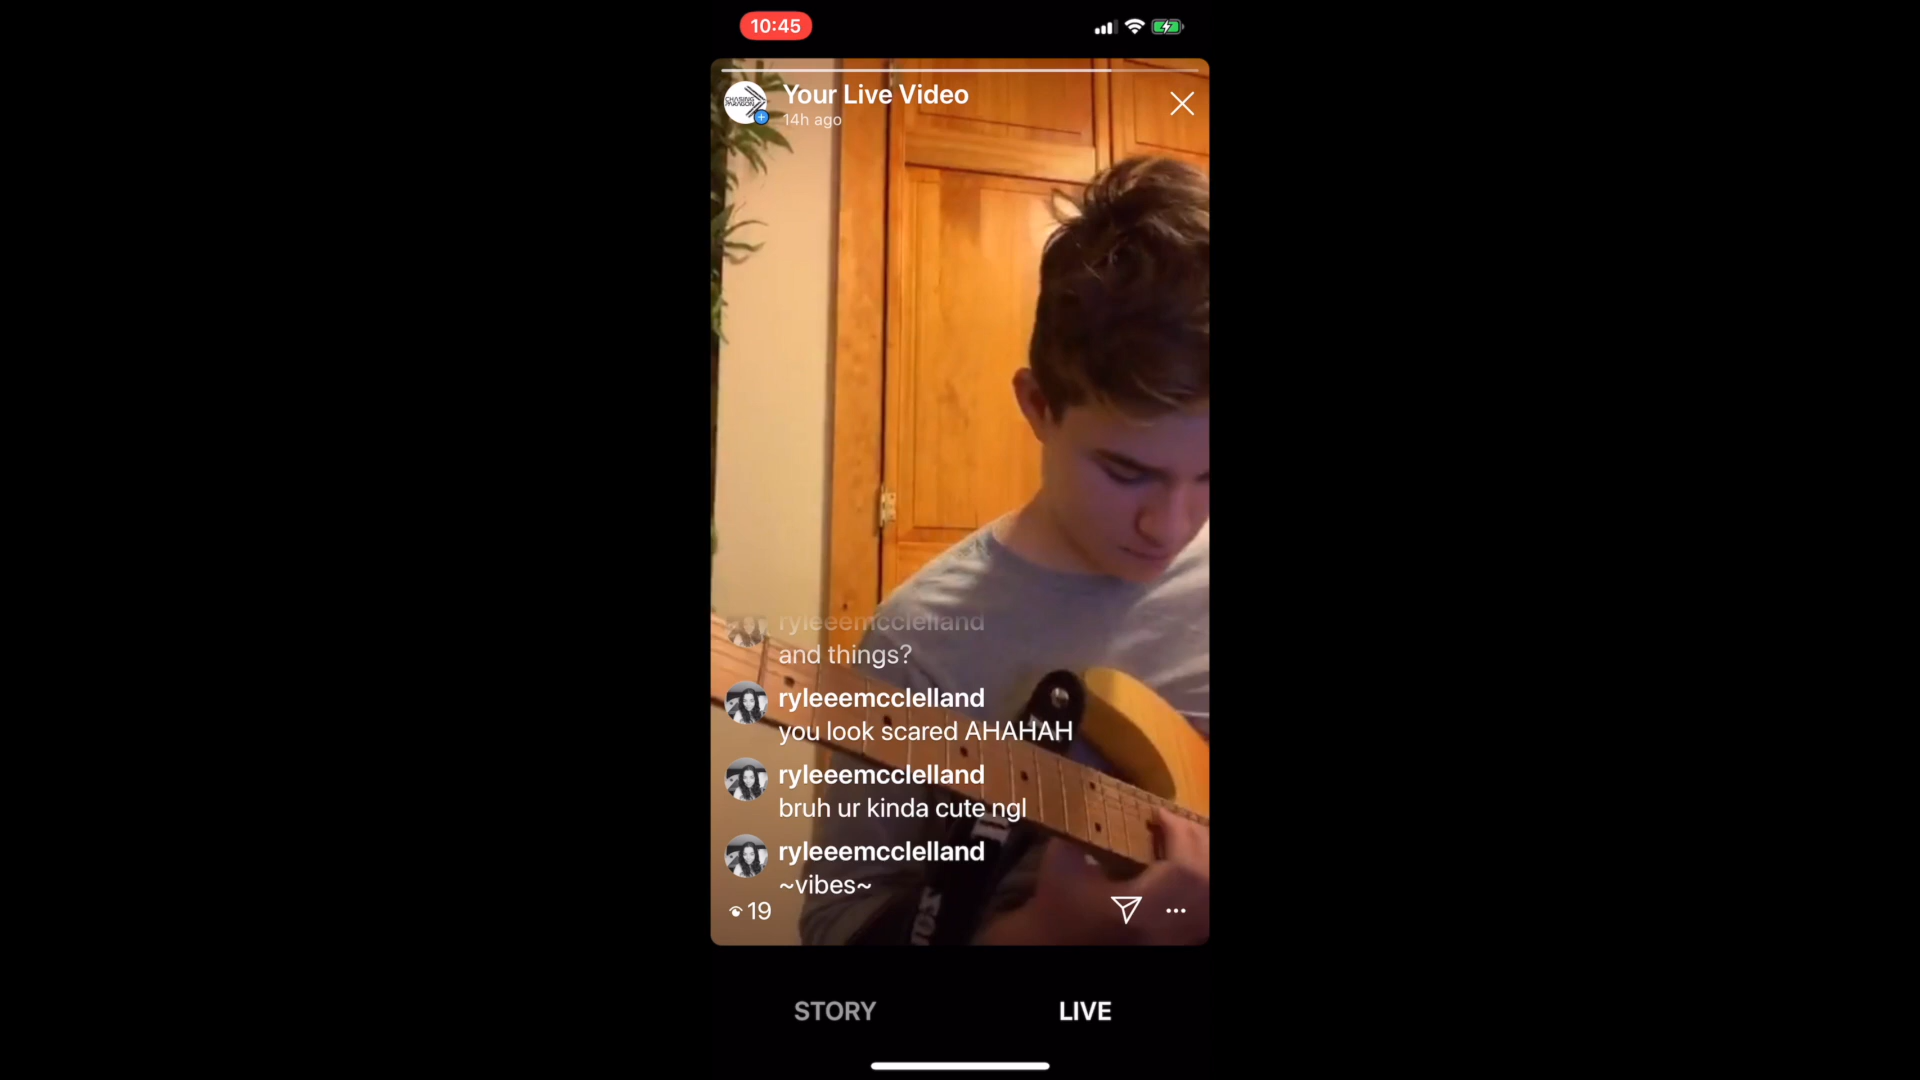 10:45
Your Live Video
14h ago
ryleeemcclelland
and things?
ryleeemcclelland
you look scared AHAHAH
ryleeemcclelland
bruh ur kinda cute ngl
ryleeemcclelland
~vibes~
19
STORY
LIVE